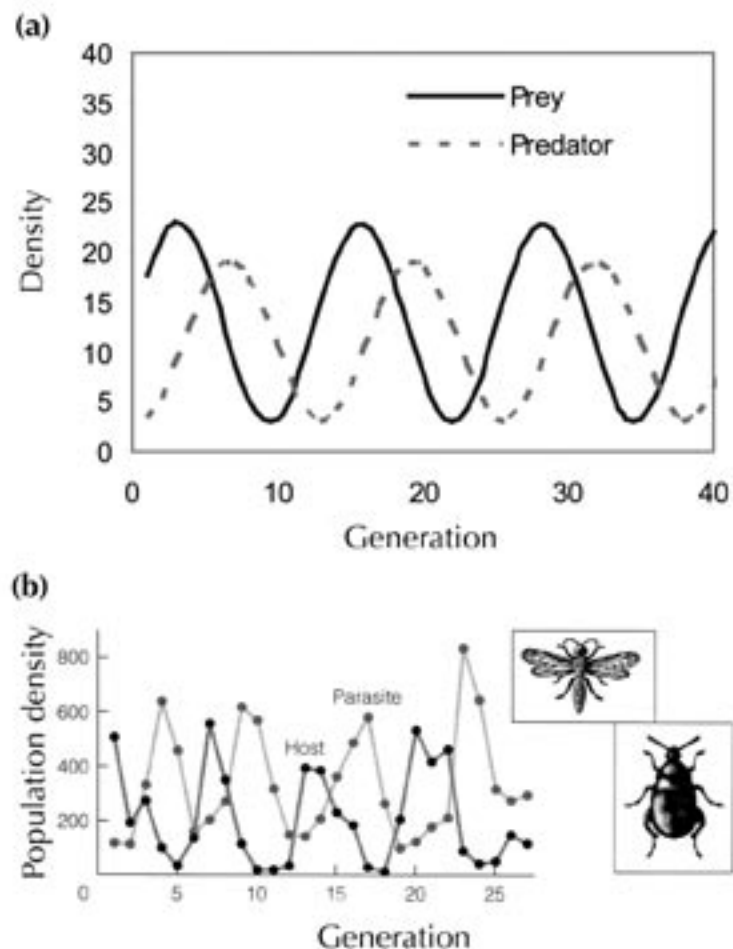 (a)
40
35
30
25
20
15
10
5
0
Density
Prey
Predator
0 10 20 30 40
Generation
(b)
800
600
400
200
0
Population density
Parasite
Host
5 10 15 20 25
Generation